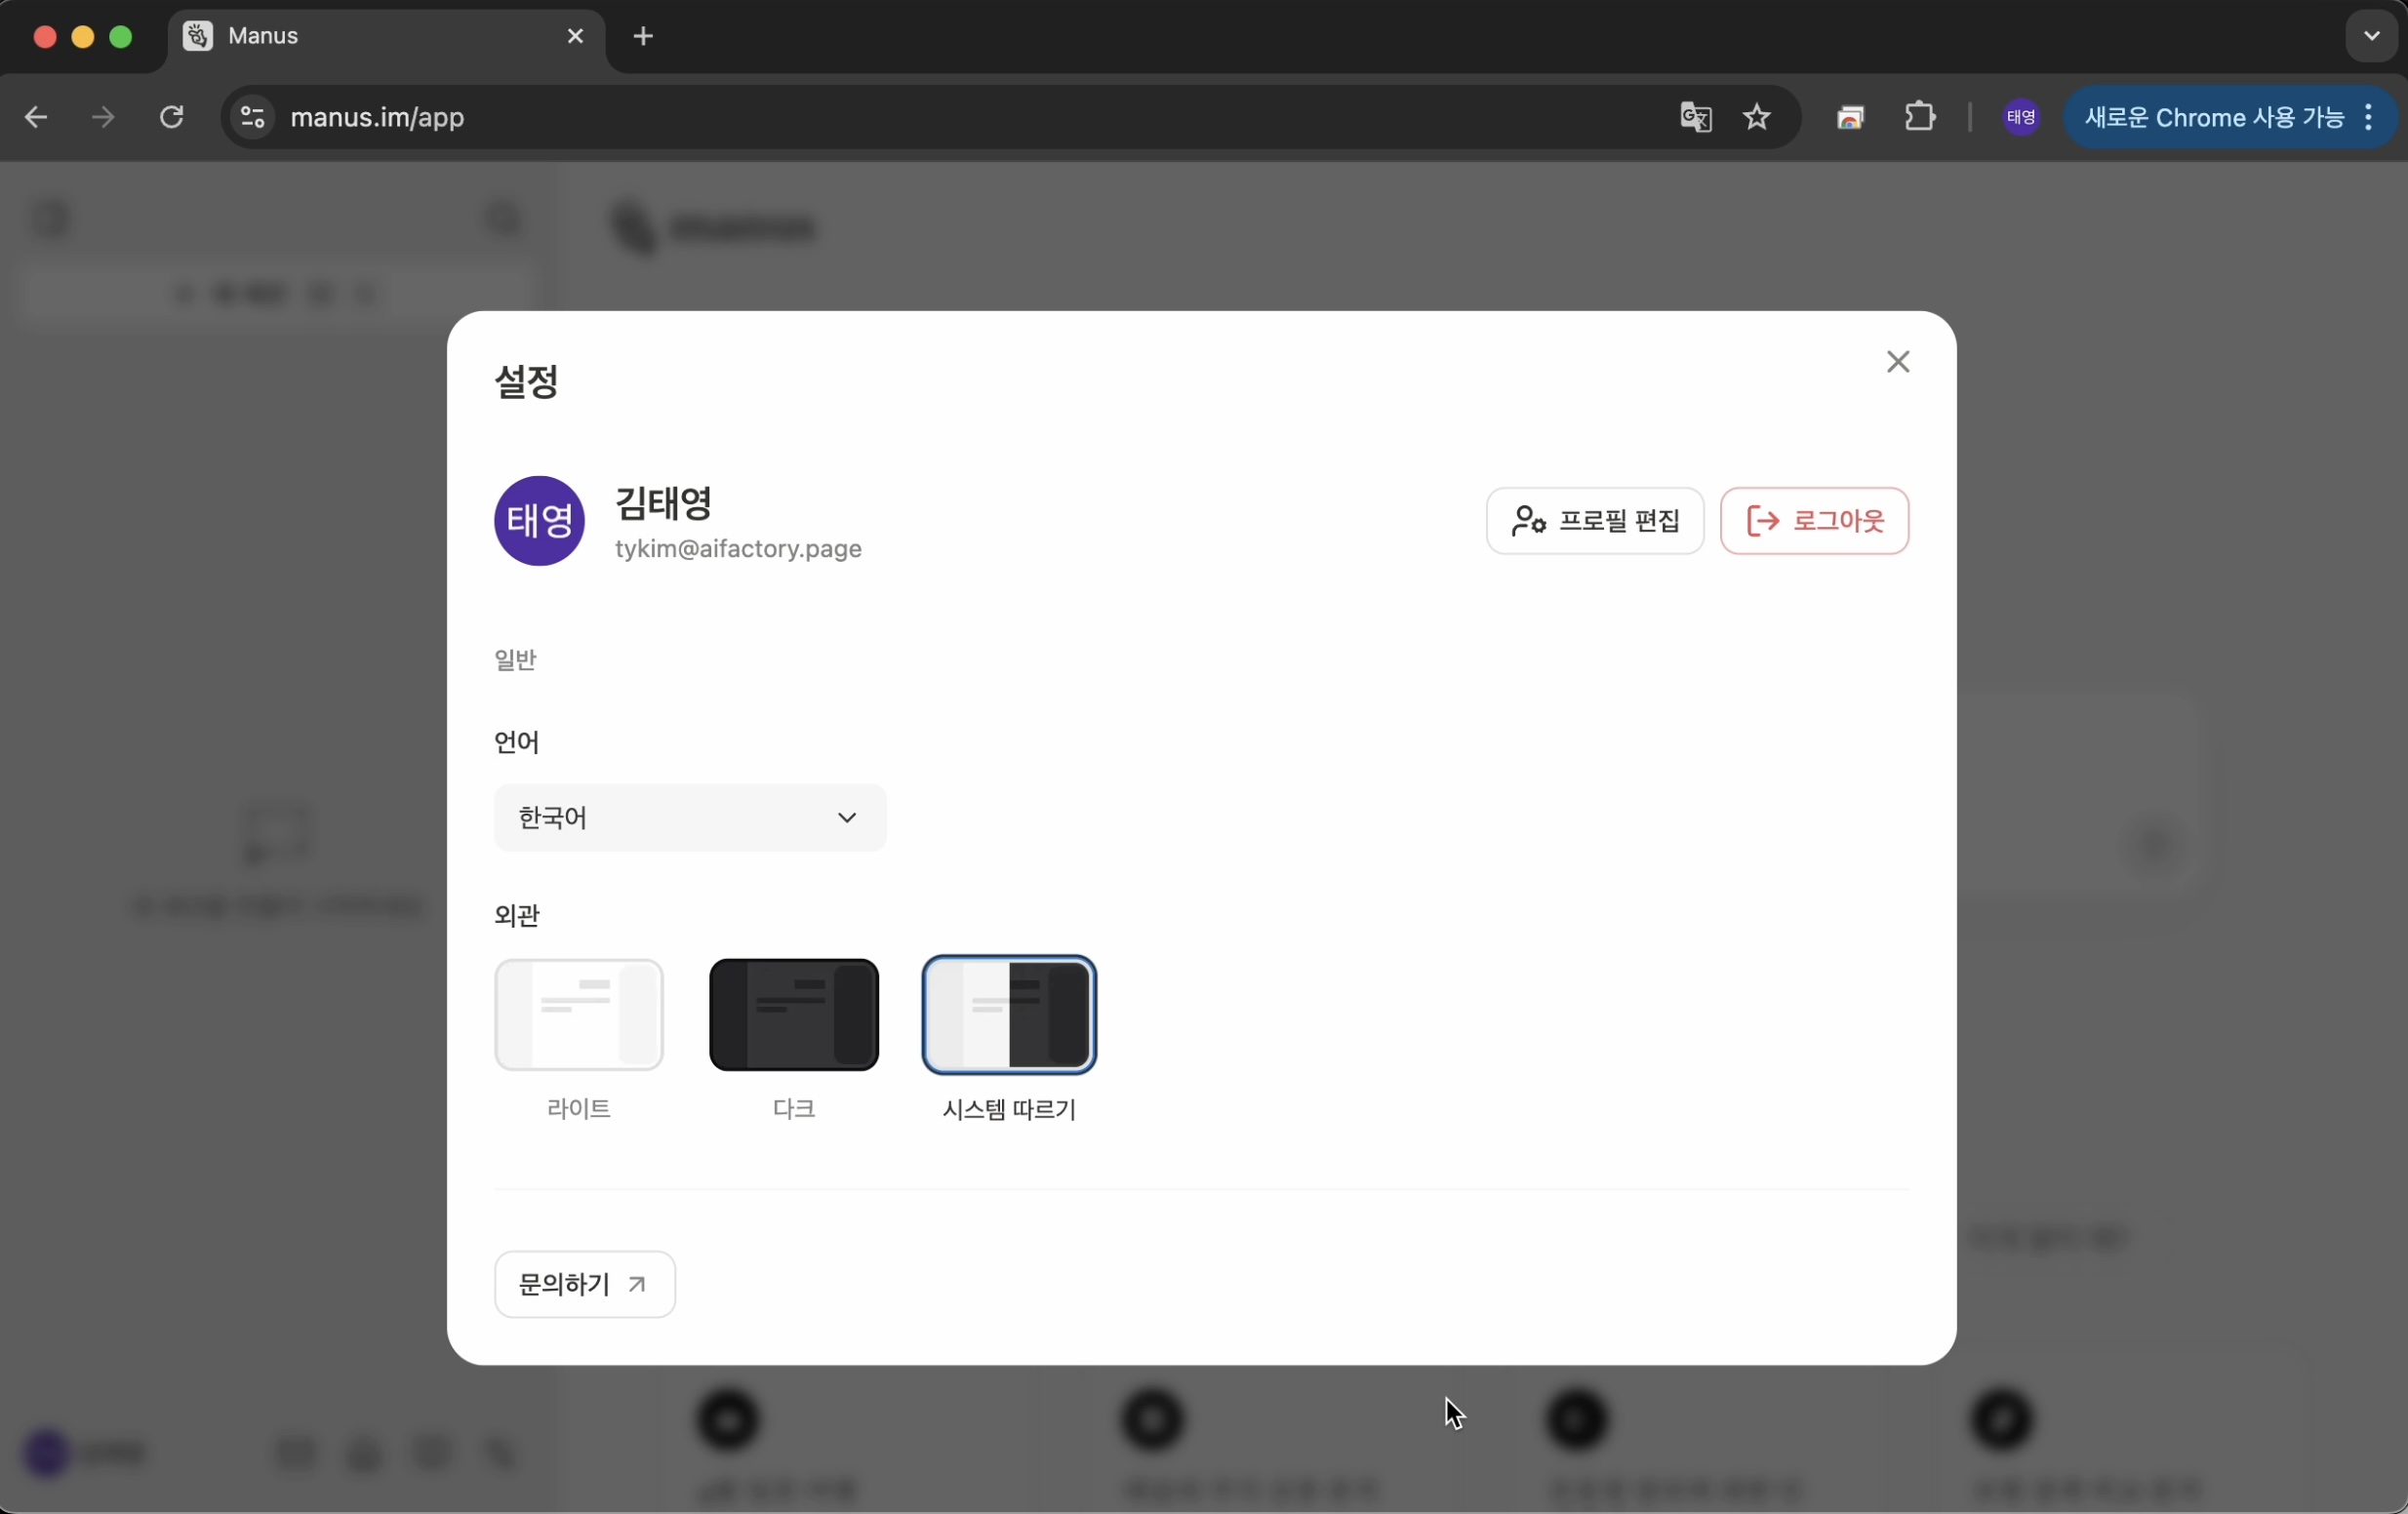 Manus
manus.im/app
태영
새로운 Chrome 사용 가능
manus
설정
태영
김태영
tykim@aifactory.page
프로필 편집
로그아웃
일반
언어
한국어
외관
라이트
다크
시스템 따르기
문의하기